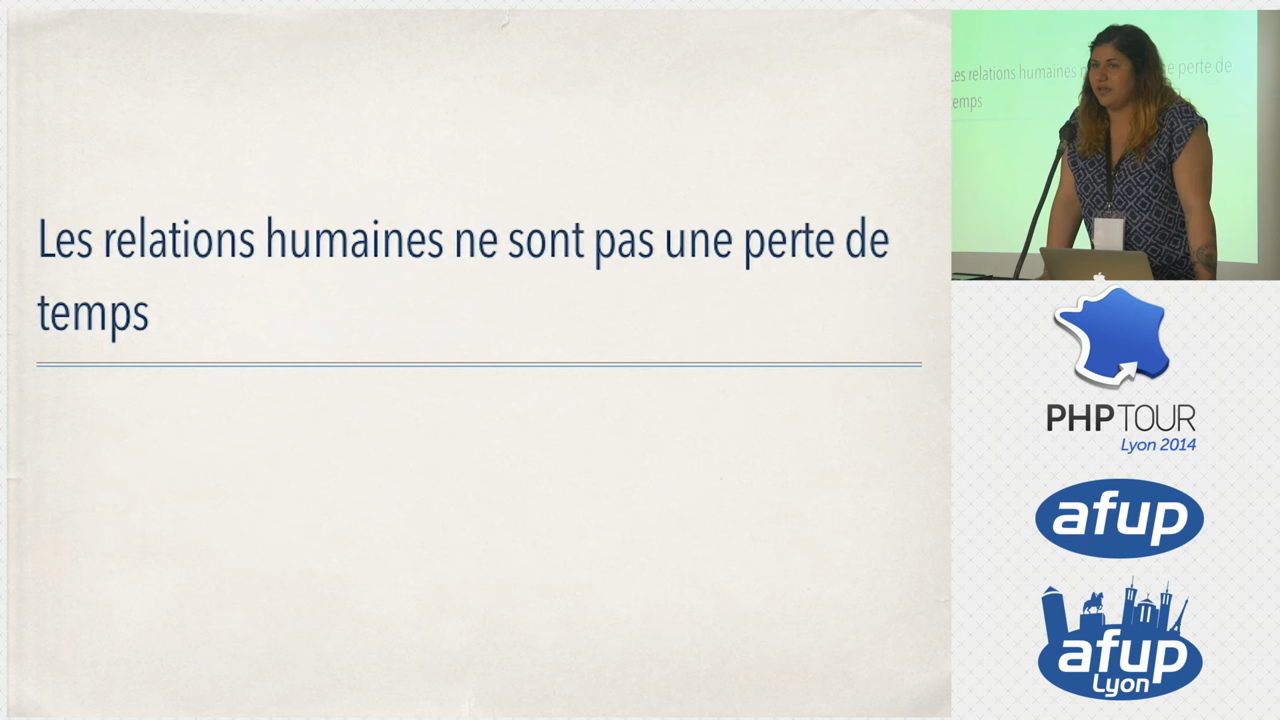 Les relations humaines ne sont pas une perte de
temps
Les relations humaines ne perte de
temps
PHPTOUR
Lyon 2014
afup
afup
Lyon